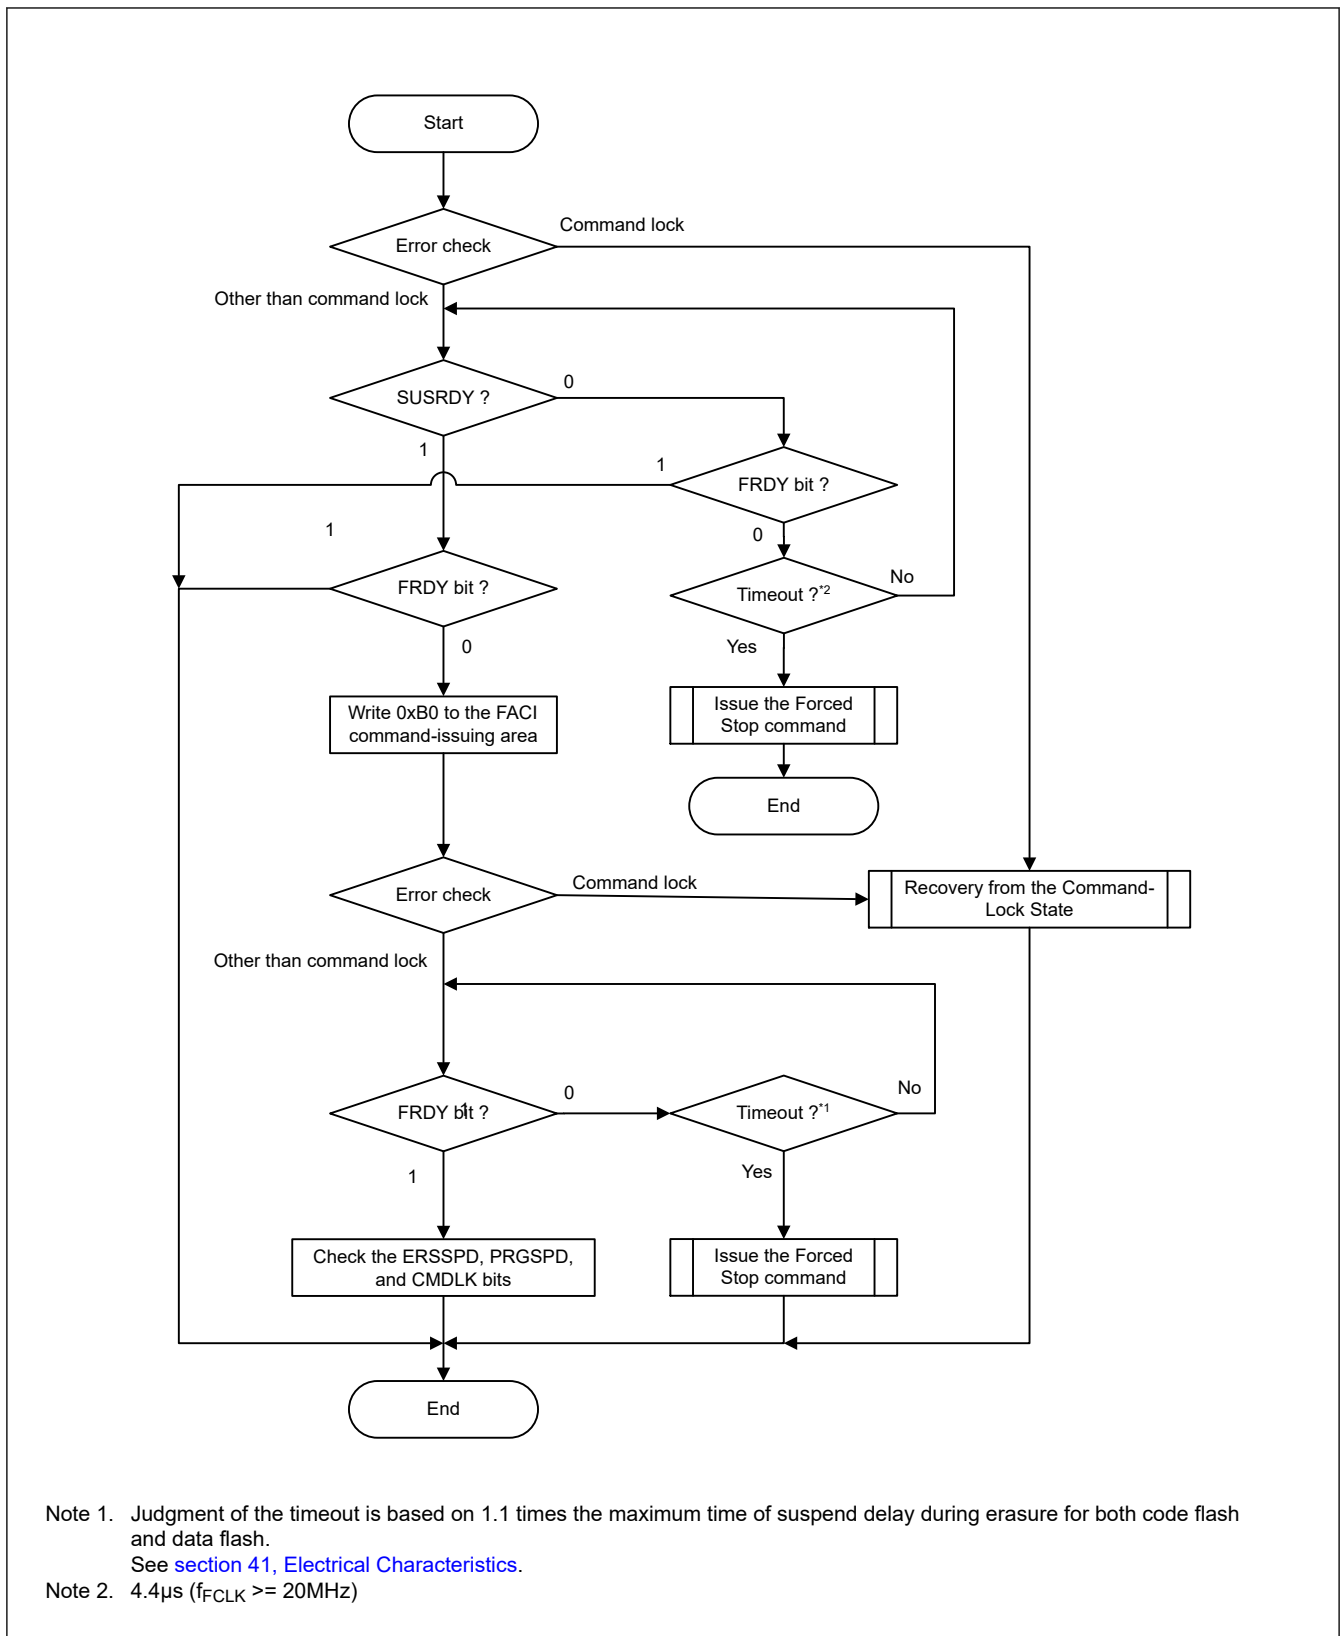 Start
Error check
Command lock
Other than command lock
SUSRDY ?
0
1
1
FRDY bit ?
1
0
FRDY bit ?
Timeout ?*2
No
0
Yes
Write 0xB0 to the FACI
command-issuing area
Issue the Forced
Stop command
End
Error check
Command lock
Recovery from the Command-
Lock State
Other than command lock
FRDY bit ?
1
0
Timeout ?*1
No
1
Yes
Check the ERSSPD, PRGSPD,
and CMDLK bits
Issue the Forced
Stop command
End
Note 1. Judgment of the timeout is based on 1.1 times the maximum time of suspend delay during erasure for both code flash
and data flash.
See section 41, Electrical Characteristics.
Note 2. 4.4µs (fFCLK >= 20MHz)